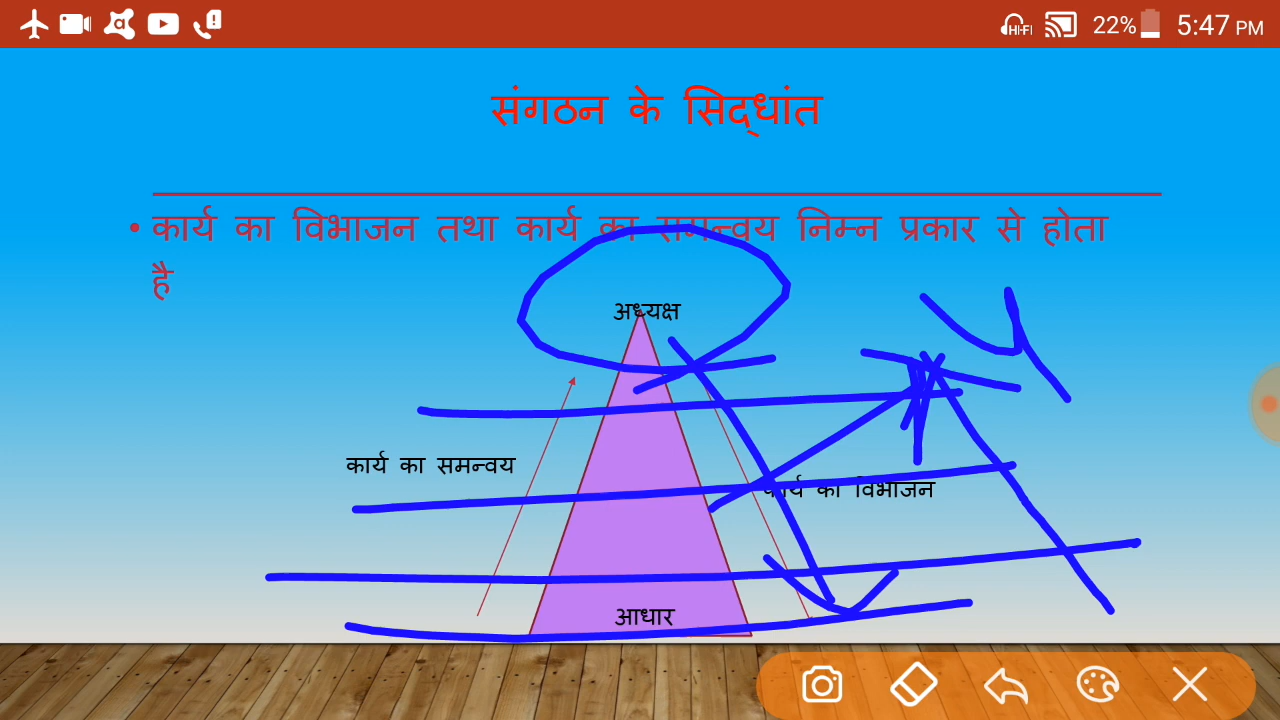 22% 5:47 PM
संगठन के सिद्धांत
• कार्य का विभाजन तथा कार्य का समन्वय निम्न प्रकार से होता
है
अध्यक्ष
कार्य का समन्वय
कार्य का विभाजन
आधार